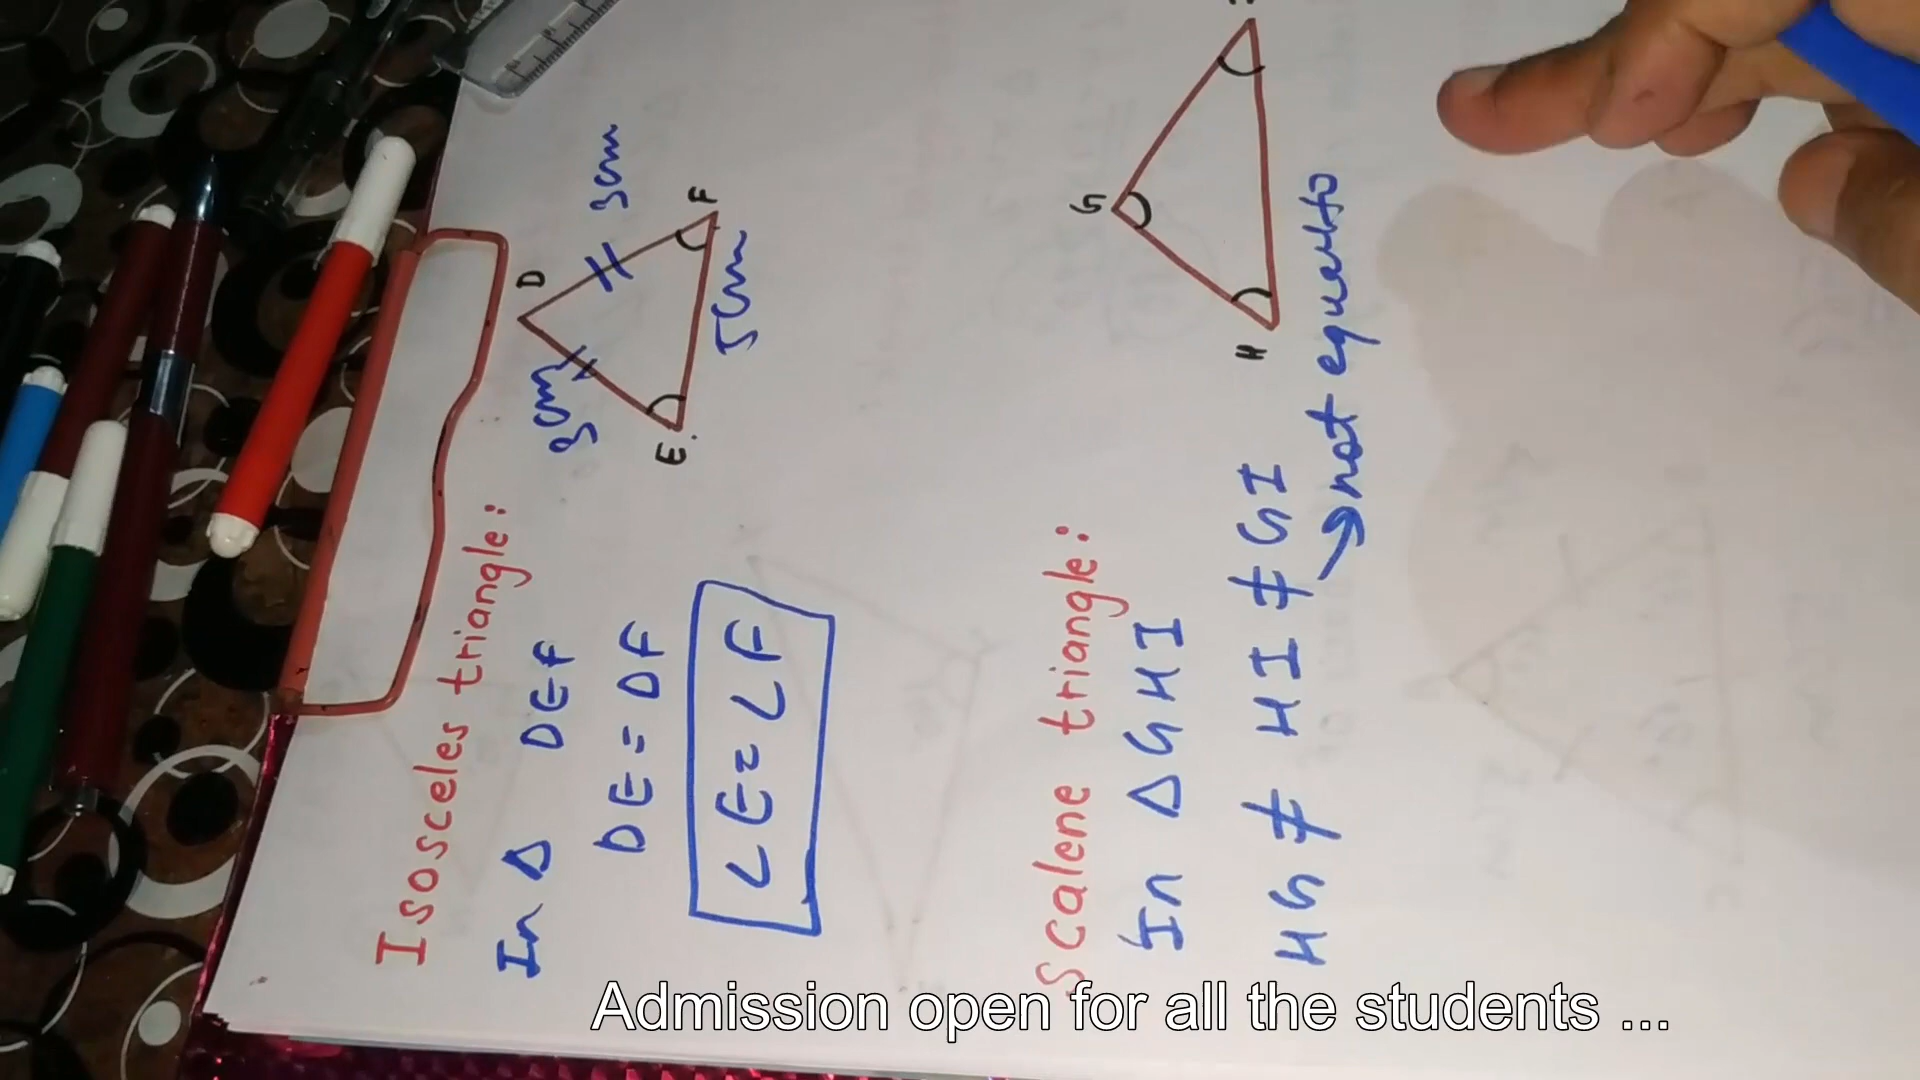 Isosceles triangle:
In Δ DEF
DE = DF
∠E = ∠F
D
E
F
3cm
3cm
5cm
Scalene triangle:
In Δ GHI
HG ≠ HI ≠ GI
→ not equal to
G
H
Admission open for all the students ...